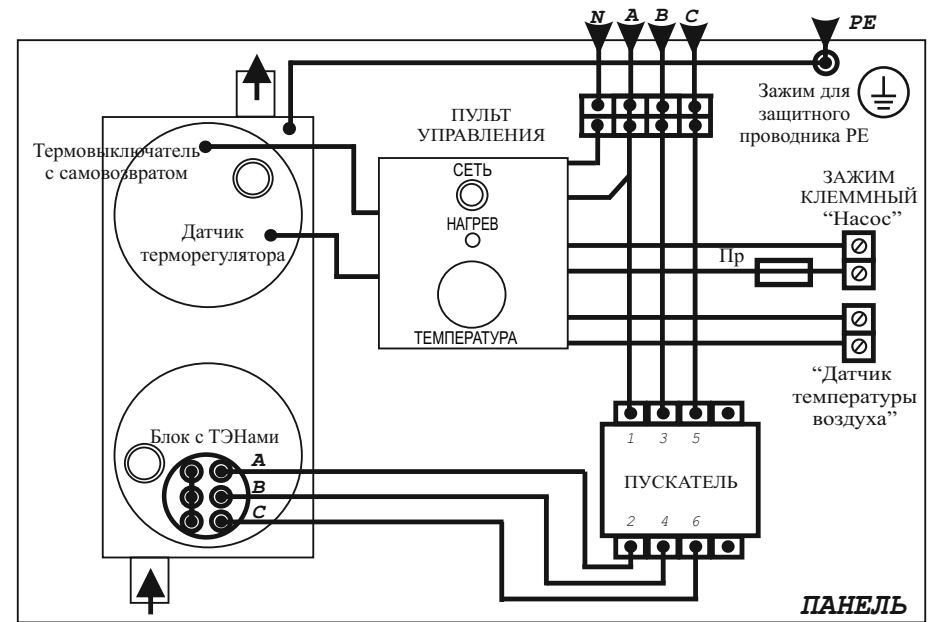 N A B C
PE
ПУЛЬТ
УПРАВЛЕНИЯ
Зажим для
защитного
проводника PE
Термовыключатель
с самовозвратом
СЕТЬ
НАГРЕВ
ТЕМПЕРАТУРА
ЗАЖИМ
КЛЕММНЫЙ
“Насос”
Датчик
терморегулятора
Пр
“Датчик
температуры
воздуха”
Блок с ТЭНами
A
B
C
1 3 5
ПУСКАТЕЛЬ
2 4 6
ПАНЕЛЬ